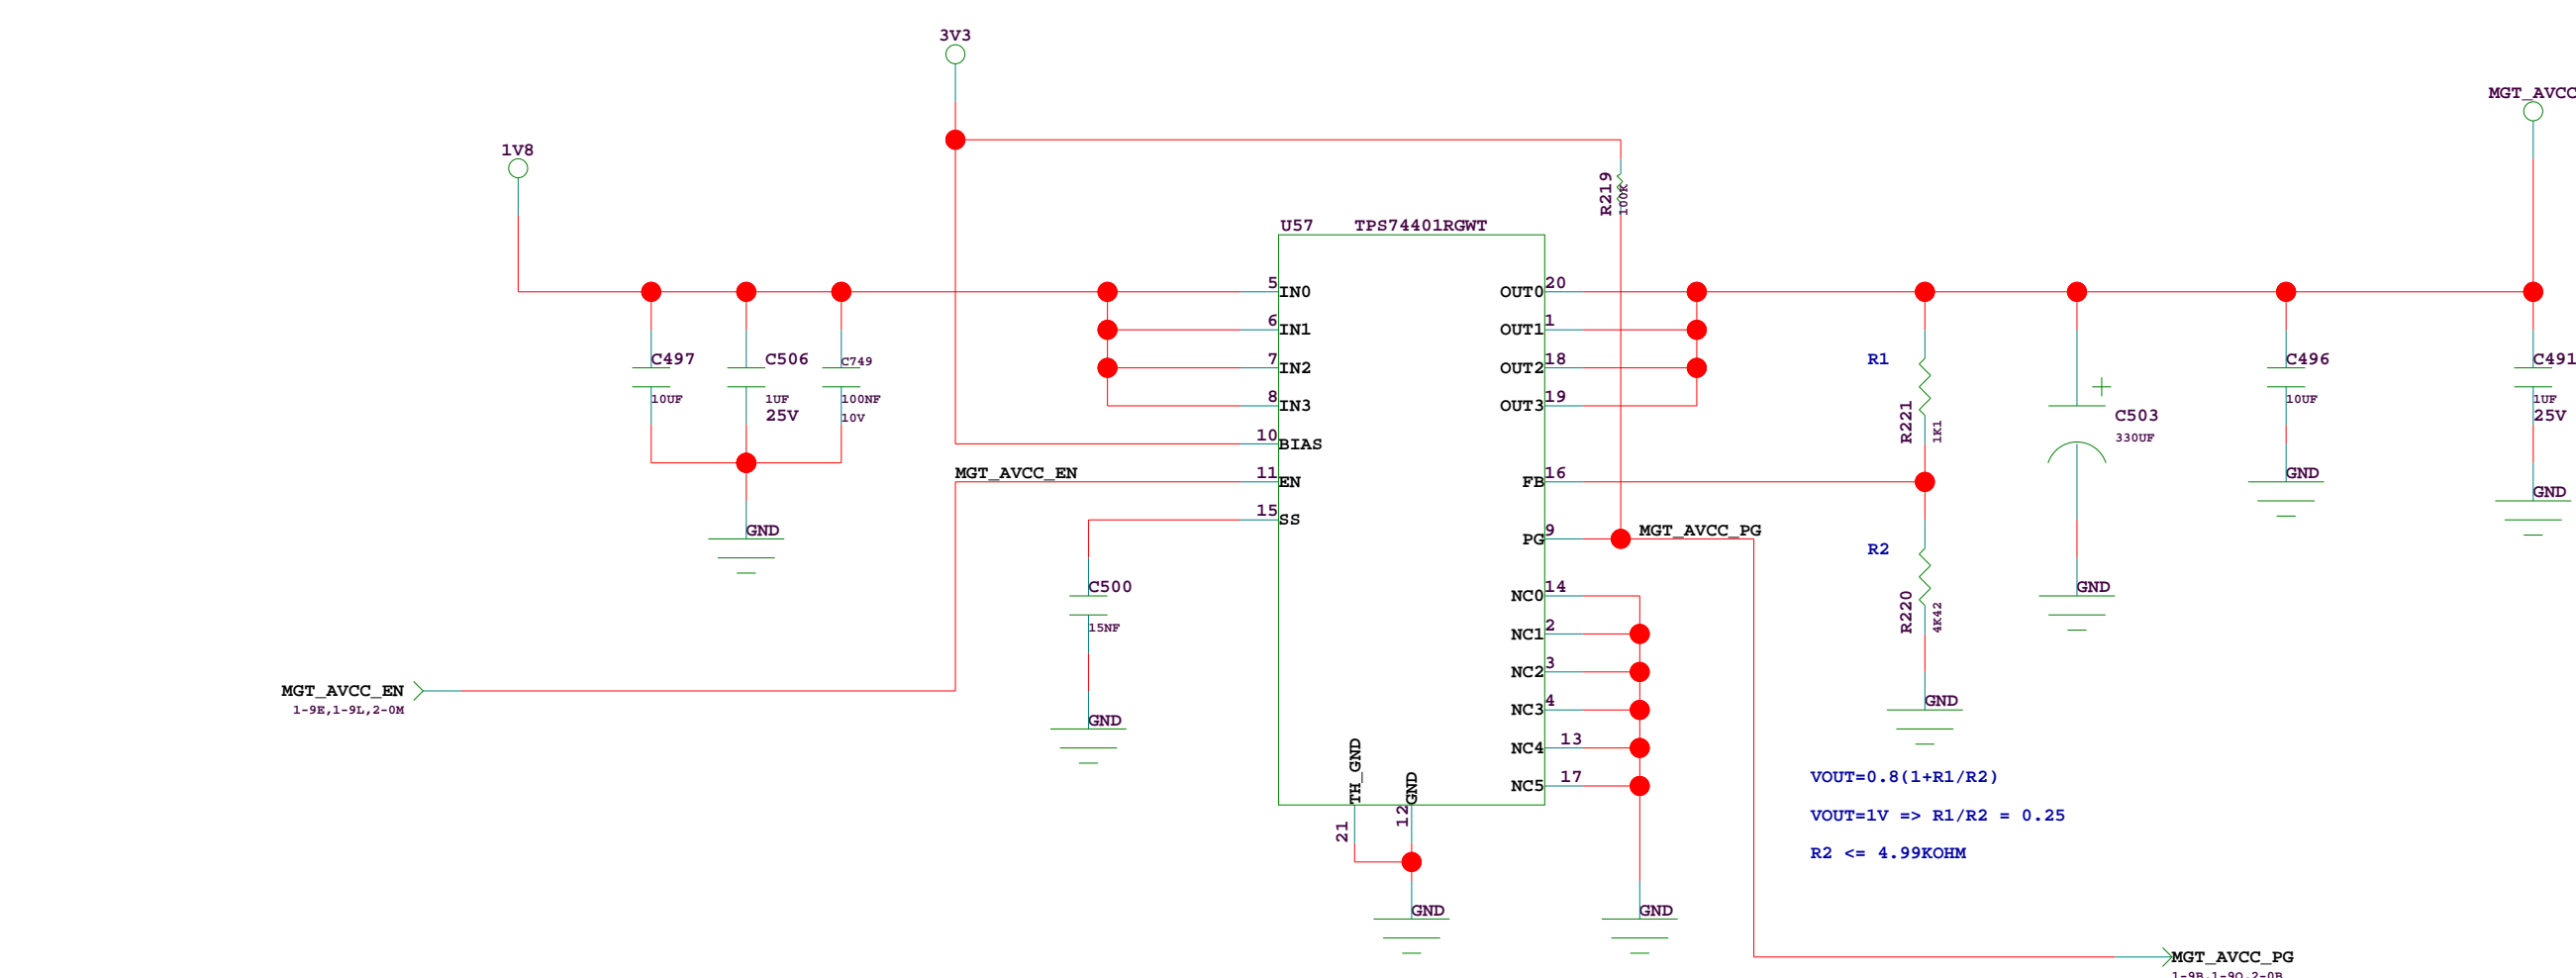 3V3
MGT_AVCC
1V8
R219
100K
U57 TPS74401RGWT
5 IN0
6 IN1
7 IN2
8 IN3
10 BIAS
11 EN
15 SS
OUT0 20
OUT1 1
OUT2 18
OUT3 19
FB 16
PG 9
NC0 14
NC1 2
NC2 3
NC3 4
NC4 13
NC5 17
TH_GND
21
GND
12
C497
10UF
C506
1UF
25V
C749
100NF
10V
GND
MGT_AVCC_EN
C500
15NF
GND
MGT_AVCC_EN
1-9E,1-9L,2-0M
R1
R221
1K1
R2
R220
4K42
GND
C503
330UF
GND
C496
10UF
GND
C491
1UF
25V
GND
MGT_AVCC_PG
VOUT=0.8(1+R1/R2)
VOUT=1V => R1/R2 = 0.25
R2 <= 4.99KOHM
GND
GND
MGT_AVCC_PG